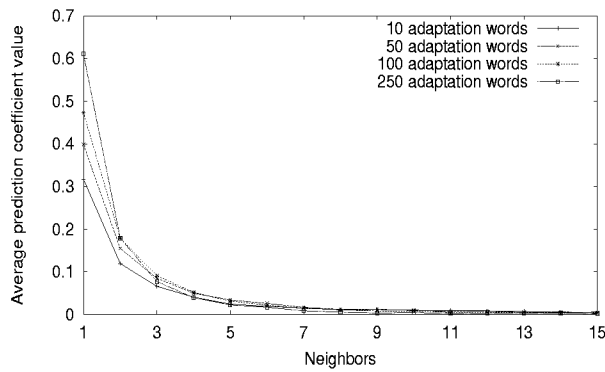 0.7
0.6
0.5
0.4
0.3
0.2
0.1
0
Average prediction coefficient value
10 adaptation words
50 adaptation words
100 adaptation words
250 adaptation words
1 3 5 7 9 11 13 15
Neighbors